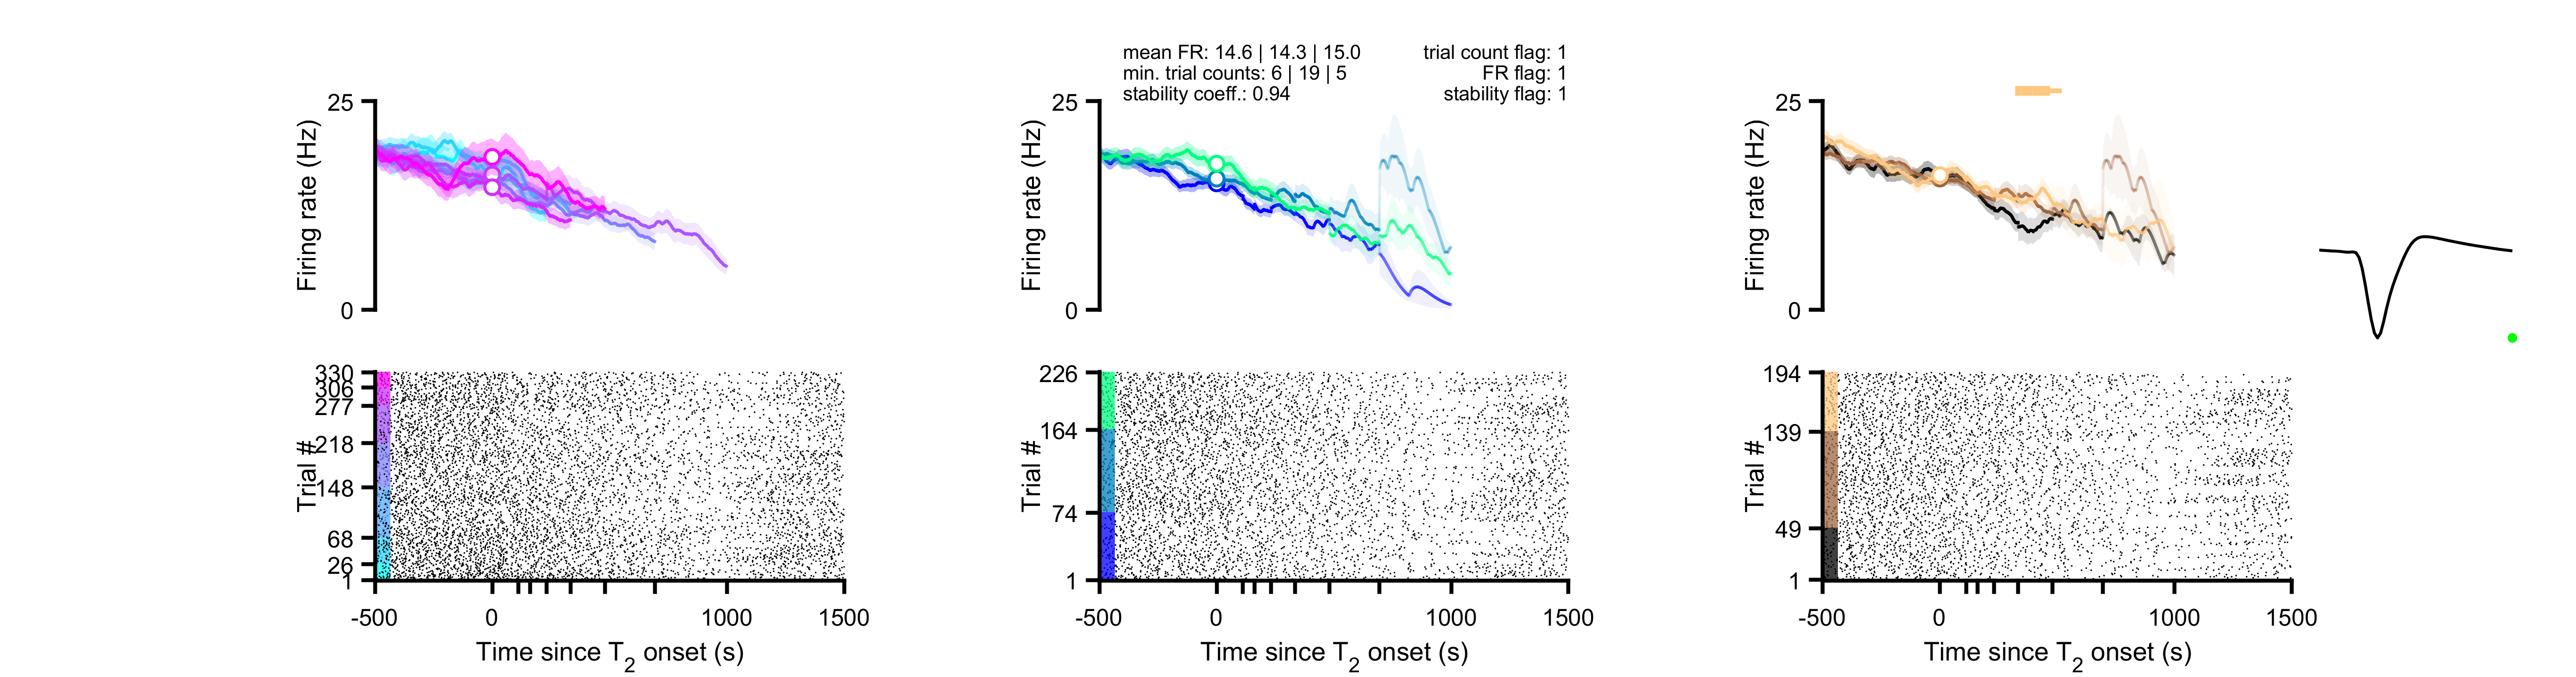 mean FR: 14.6 | 14.3 | 15.0
trial count flag: 1
min. trial counts: 6 | 19 | 5
FR flag: 1
stability coeff.: 0.94
stability flag: 1
25
Firing rate (Hz)
0
25
Firing rate (Hz)
0
25
Firing rate (Hz)
0
330
306
277
218
148
68
26
1
Trial #
-500 0 1000 1500
Time since T2 onset (s)
226
164
74
1
Trial #
-500 0 1000 1500
Time since T2 onset (s)
194
139
49
1
Trial #
-500 0 1000 1500
Time since T2 onset (s)